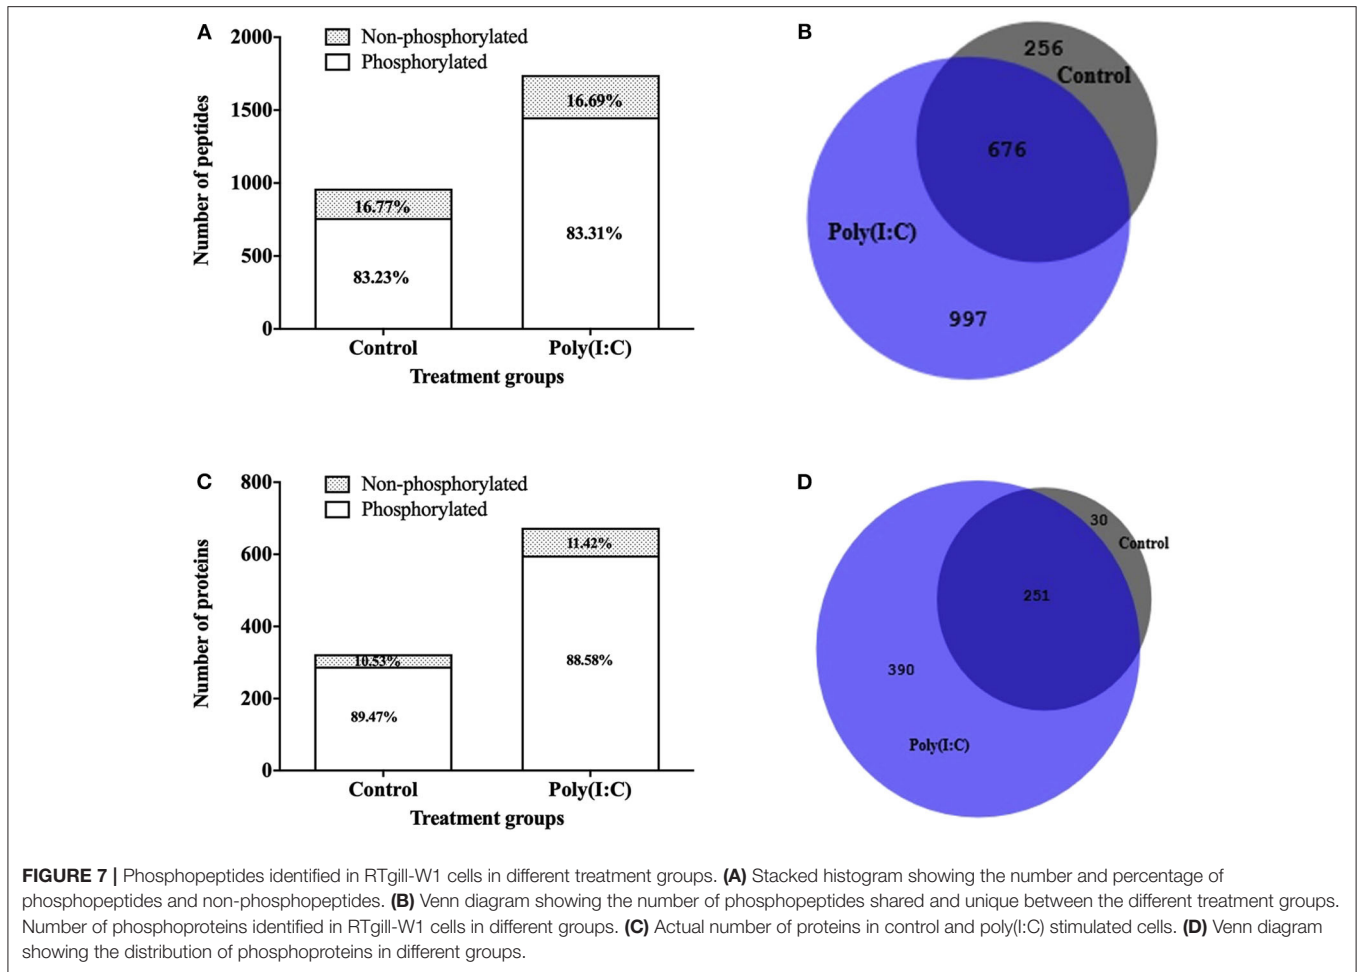 A
2000
1500
1000
500
0
Number of peptides
Non-phosphorylated
Phosphorylated
16.77%
83.23%
16.69%
83.31%
Control
Poly(I:C)
Treatment groups
B
256
Control
676
Poly(I:C)
997
C
800
600
400
200
0
Number of proteins
Non-phosphorylated
Phosphorylated
10.53%
89.47%
11.42%
88.58%
Control
Poly(I:C)
Treatment groups
D
30
Control
251
390
Poly(I:C)
FIGURE 7 | Phosphopeptides identified in RTgill-W1 cells in different treatment groups. (A) Stacked histogram showing the number and percentage of
phosphopeptides and non-phosphopeptides. (B) Venn diagram showing the number of phosphopeptides shared and unique between the different treatment groups.
Number of phosphoproteins identified in RTgill-W1 cells in different groups. (C) Actual number of proteins in control and poly(I:C) stimulated cells. (D) Venn diagram
showing the distribution of phosphoproteins in different groups.